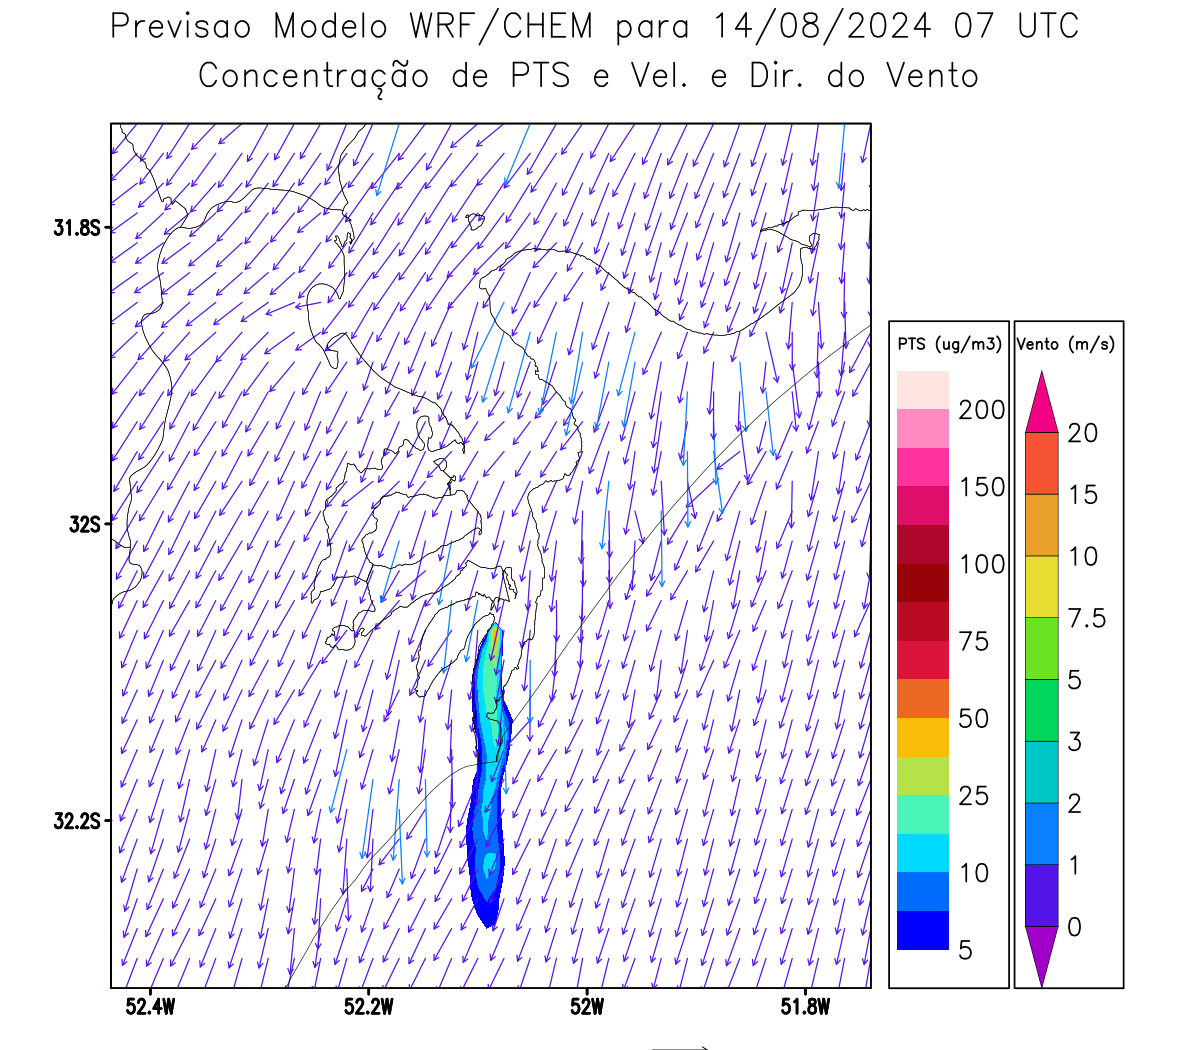 Previsao Modelo WRF/CHEM para 14/08/2024 07 UTC
Concentração de PTS e Vel. e Dir. do Vento
31.8S
32S
32.2S
52.4W 52.2W 52W 51.8W
PTS (ug/m3)
200
150
100
75
50
25
10
5
Vento (m/s)
20
15
10
7.5
5
3
2
1
0